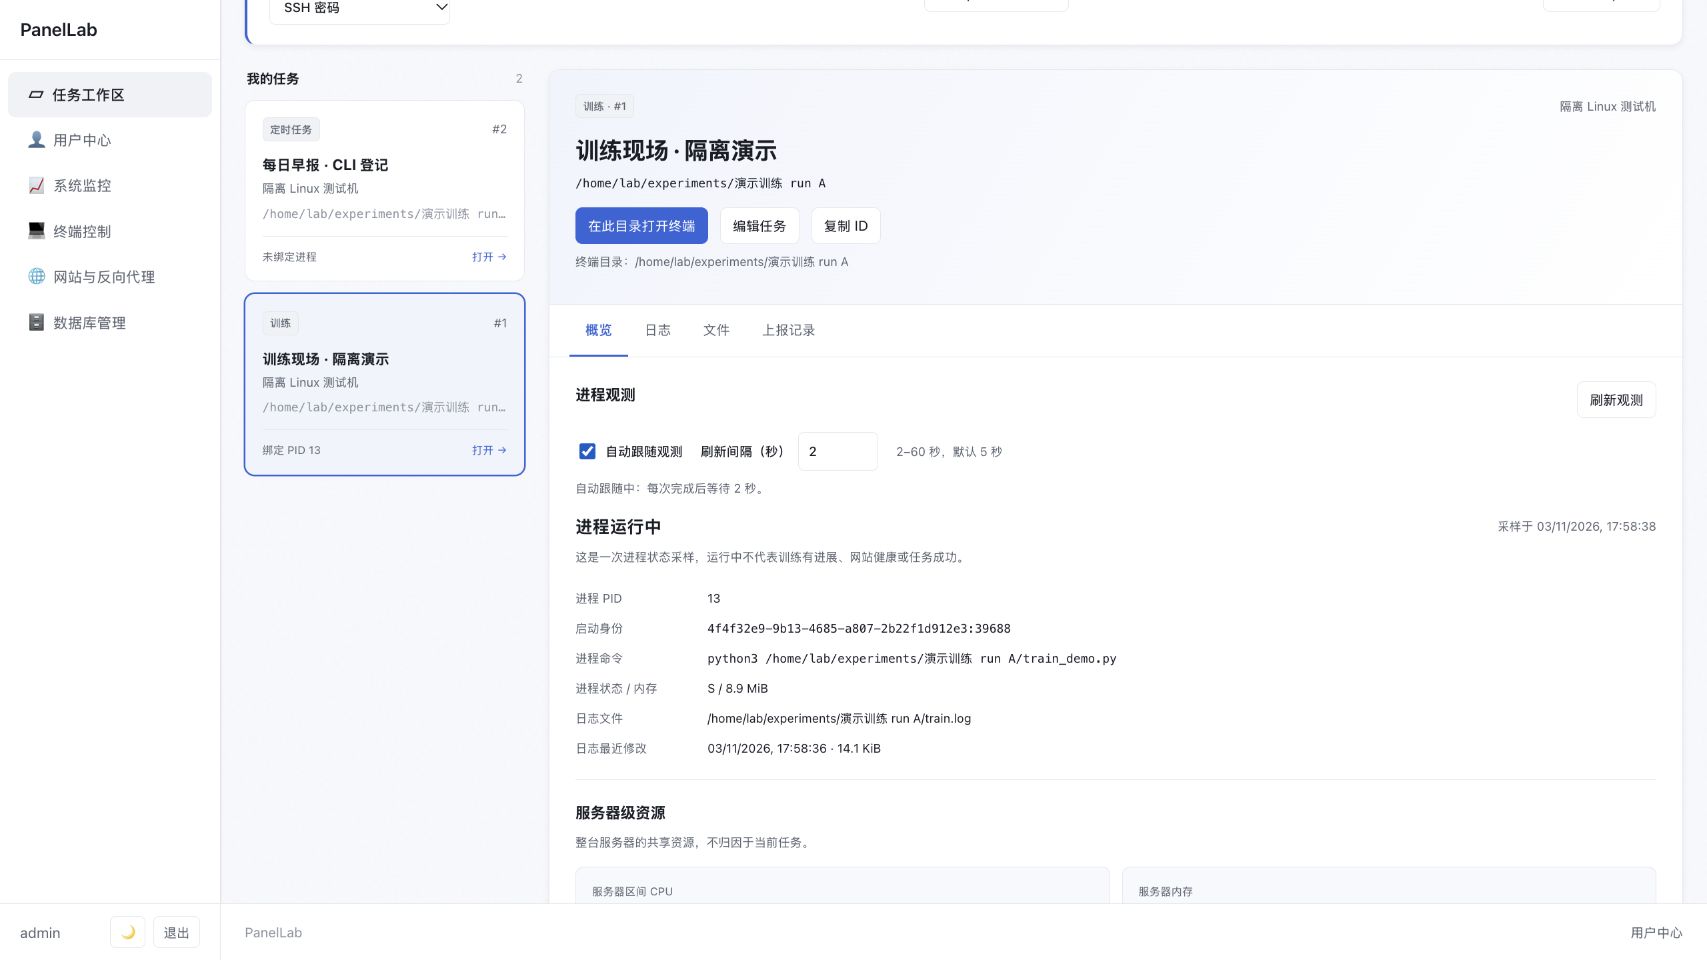 PanelLab
任务工作区
用户中心
系统监控
终端控制
网站与反向代理
数据库管理
admin
退出
SSH 密码
我的任务
2
定时任务
#2
每日早报 · CLI 登记
隔离 Linux 测试机
/home/lab/experiments/演示训练 run…
未绑定进程
打开 →
训练
#1
训练现场 · 隔离演示
隔离 Linux 测试机
/home/lab/experiments/演示训练 run…
绑定 PID 13
打开 →
训练 · #1
隔离 Linux 测试机
训练现场 · 隔离演示
/home/lab/experiments/演示训练 run A
在此目录打开终端
编辑任务
复制 ID
终端目录：/home/lab/experiments/演示训练 run A
概览
日志
文件
上报记录
进程观测
刷新观测
自动跟随观测
刷新间隔（秒）
2
2–60 秒，默认 5 秒
自动跟随中：每次完成后等待 2 秒。
进程运行中
采样于 03/11/2026, 17:58:38
这是一次进程状态采样，运行中不代表训练有进展、网站健康或任务成功。
进程 PID
13
启动身份
4f4f32e9-9b13-4685-a807-2b22f1d912e3:39688
进程命令
python3 /home/lab/experiments/演示训练 run A/train_demo.py
进程状态 / 内存
S / 8.9 MiB
日志文件
/home/lab/experiments/演示训练 run A/train.log
日志最近修改
03/11/2026, 17:58:36 · 14.1 KiB
服务器级资源
整台服务器的共享资源，不归因于当前任务。
服务器区间 CPU
服务器内存
PanelLab
用户中心